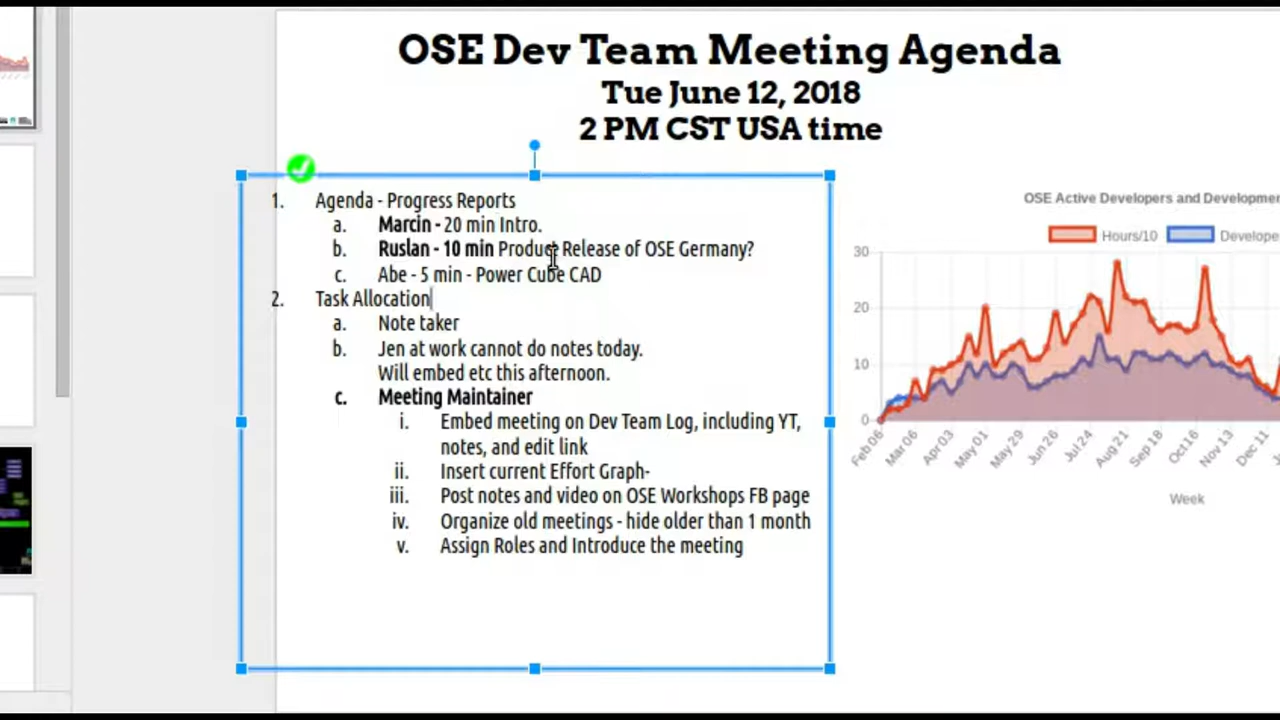 OSE Dev Team Meeting Agenda
Tue June 12, 2018
2 PM CST USA time
1. Agenda - Progress Reports
a. Marcin - 20 min Intro.
b. Ruslan - 10 min Product Release of OSE Germany?
c. Abe - 5 min - Power Cube CAD
2. Task Allocation
a. Note taker
b. Jen at work cannot do notes today.
Will embed etc this afternoon.
c. Meeting Maintainer
i. Embed meeting on Dev Team Log, including YT,
notes, and edit link
ii. Insert current Effort Graph-
iii. Post notes and video on OSE Workshops FB page
iv. Organize old meetings - hide older than 1 month
v. Assign Roles and Introduce the meeting
OSE Active Developers and
Hours/10
30
20
10
0
Feb 06 Mar 06 Apr 03 May 01 May 29 Jun 26 Jul 24 Aug 21 Sep 18 Oct 16 Nov 13 Dec 11
Week